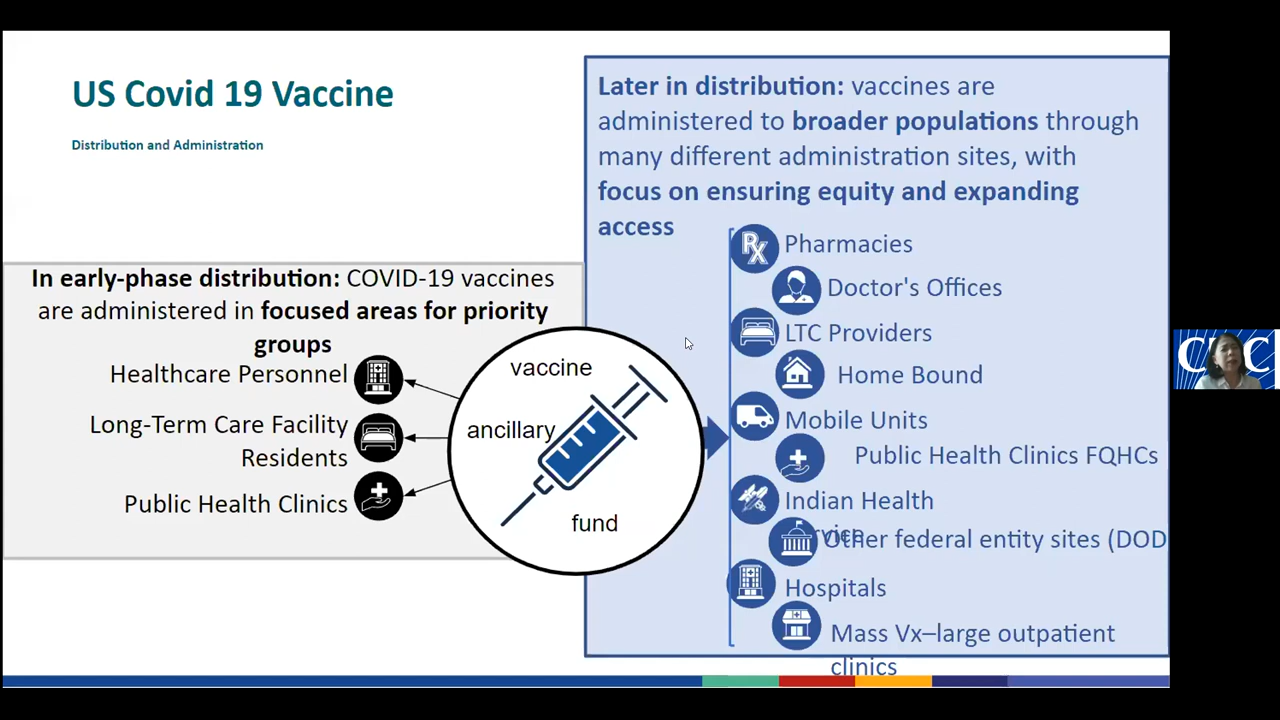 US Covid 19 Vaccine
Distribution and Administration
In early-phase distribution: COVID-19 vaccines
are administered in focused areas for priority
groups
Healthcare Personnel
Long-Term Care Facility
Residents
Public Health Clinics
vaccine
ancillary
fund
Later in distribution: vaccines are
administered to broader populations through
many different administration sites, with
focus on ensuring equity and expanding
access
Rx Pharmacies
Doctor's Offices
LTC Providers
Home Bound
Mobile Units
Public Health Clinics FQHCs
Indian Health
Other federal entity sites (DOD
Hospitals
Mass Vx–large outpatient
clinics
CDC